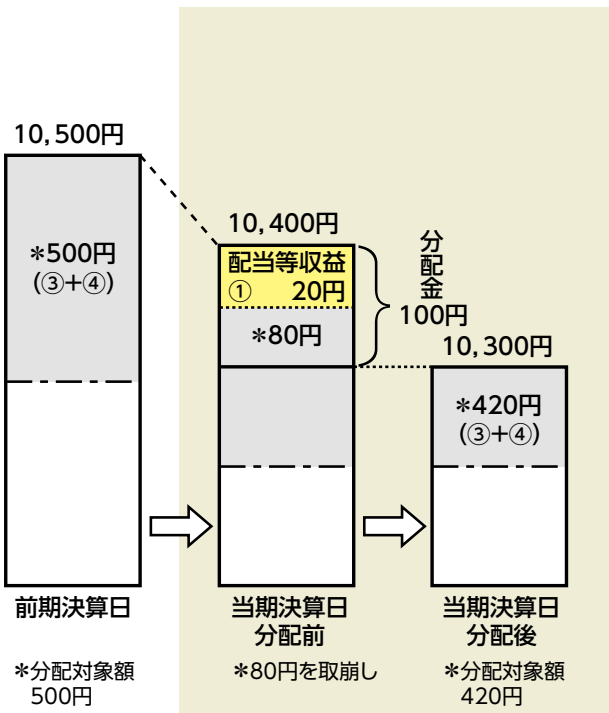 10,500円
*500円
(③+④)
前期決算日
*分配対象額
500円
10,400円
配当等収益
① 20円
*80円
分配金
100円
当期決算日
分配前
*80円を取崩し
10,300円
*420円
(③+④)
当期決算日
分配後
*分配対象額
420円